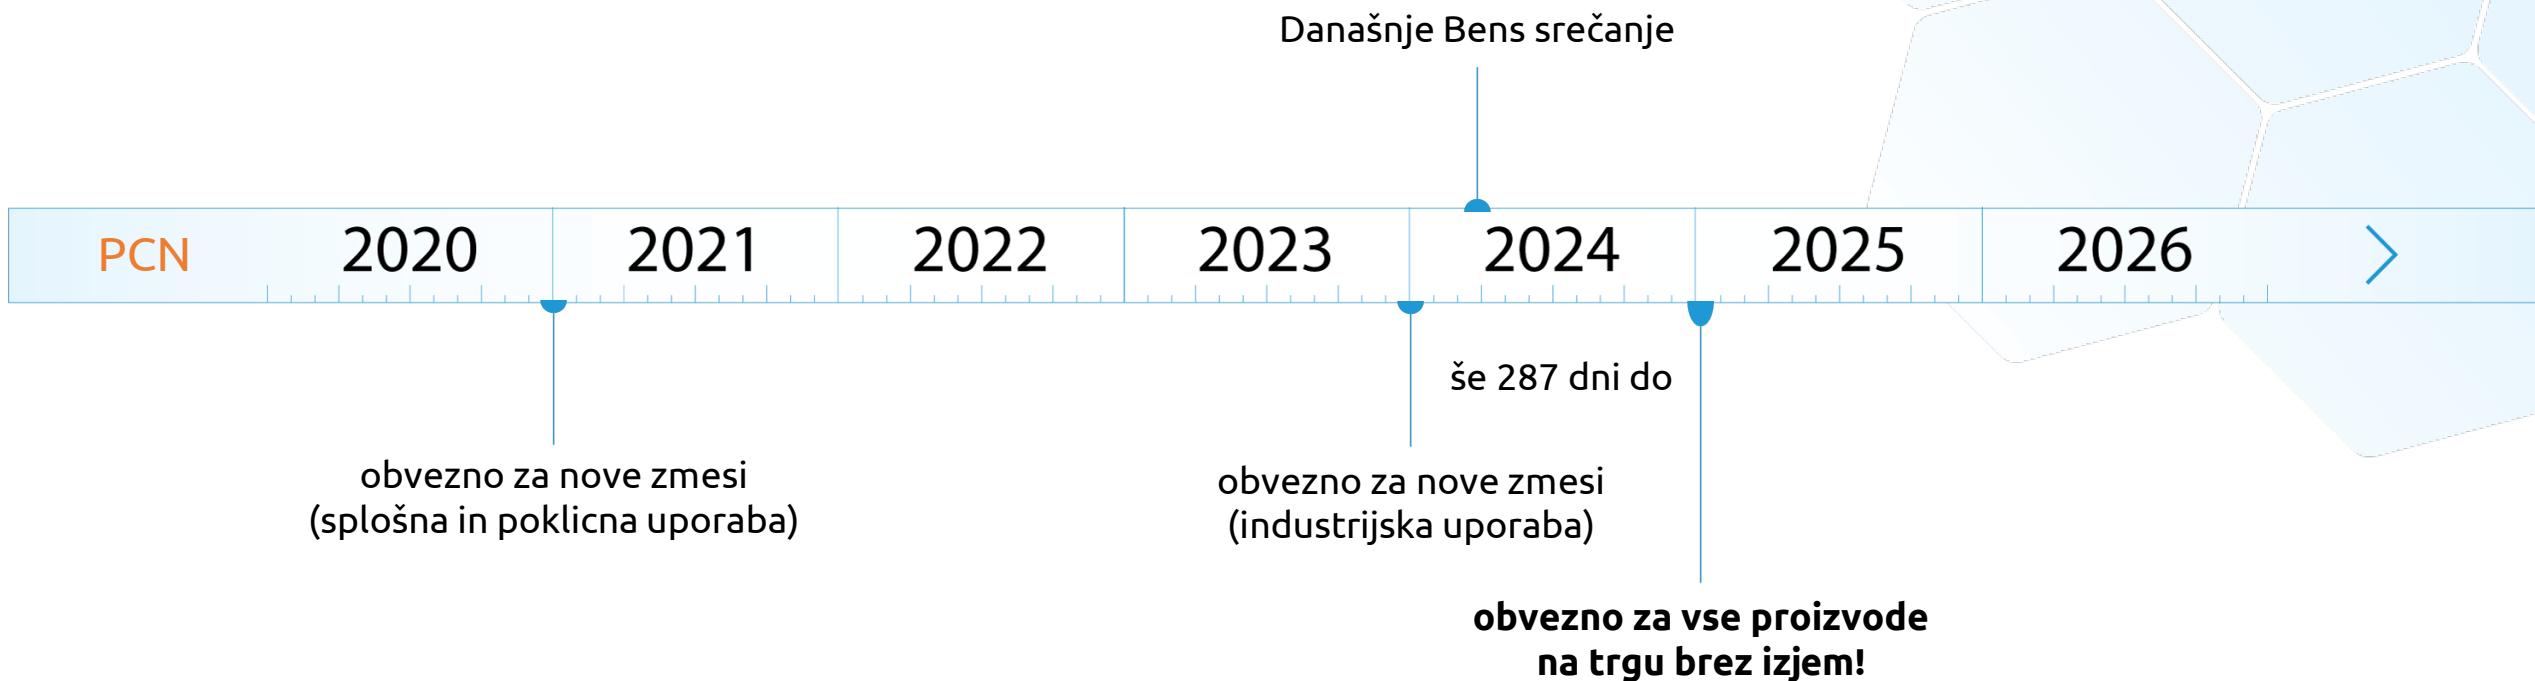 Današnje Bens srečanje
PCN 2020 2021 2022 2023 2024 2025 2026
še 287 dni do
obvezno za nove zmesi
(splošna in poklicna uporaba)
obvezno za nove zmesi
(industrijska uporaba)
obvezno za vse proizvode
na trgu brez izjem!